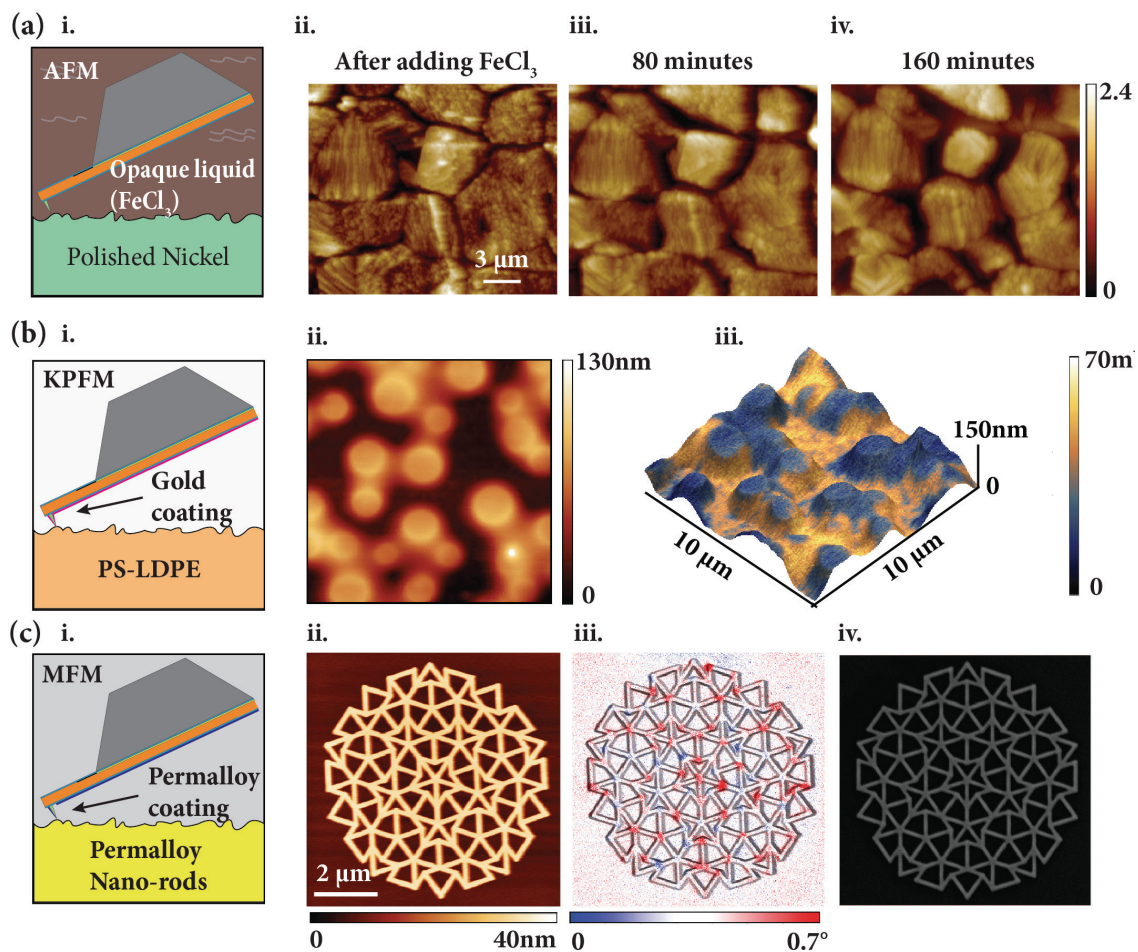 (a) i.
ii.
iii.
iv.
After adding FeCl₃
80 minutes
160 minutes
AFM
Opaque liquid
(FeCl₃)
Polished Nickel
3 μm
2.4
0
(b) i.
ii.
iii.
KPFM
Gold
coating
PS-LDPE
130nm
0
10 μm
10 μm
150nm
0
70m
0
(c) i.
ii.
iii.
iv.
MFM
Permalloy
coating
Permalloy
Nano-rods
2 μm
0
40nm
0
0.7°